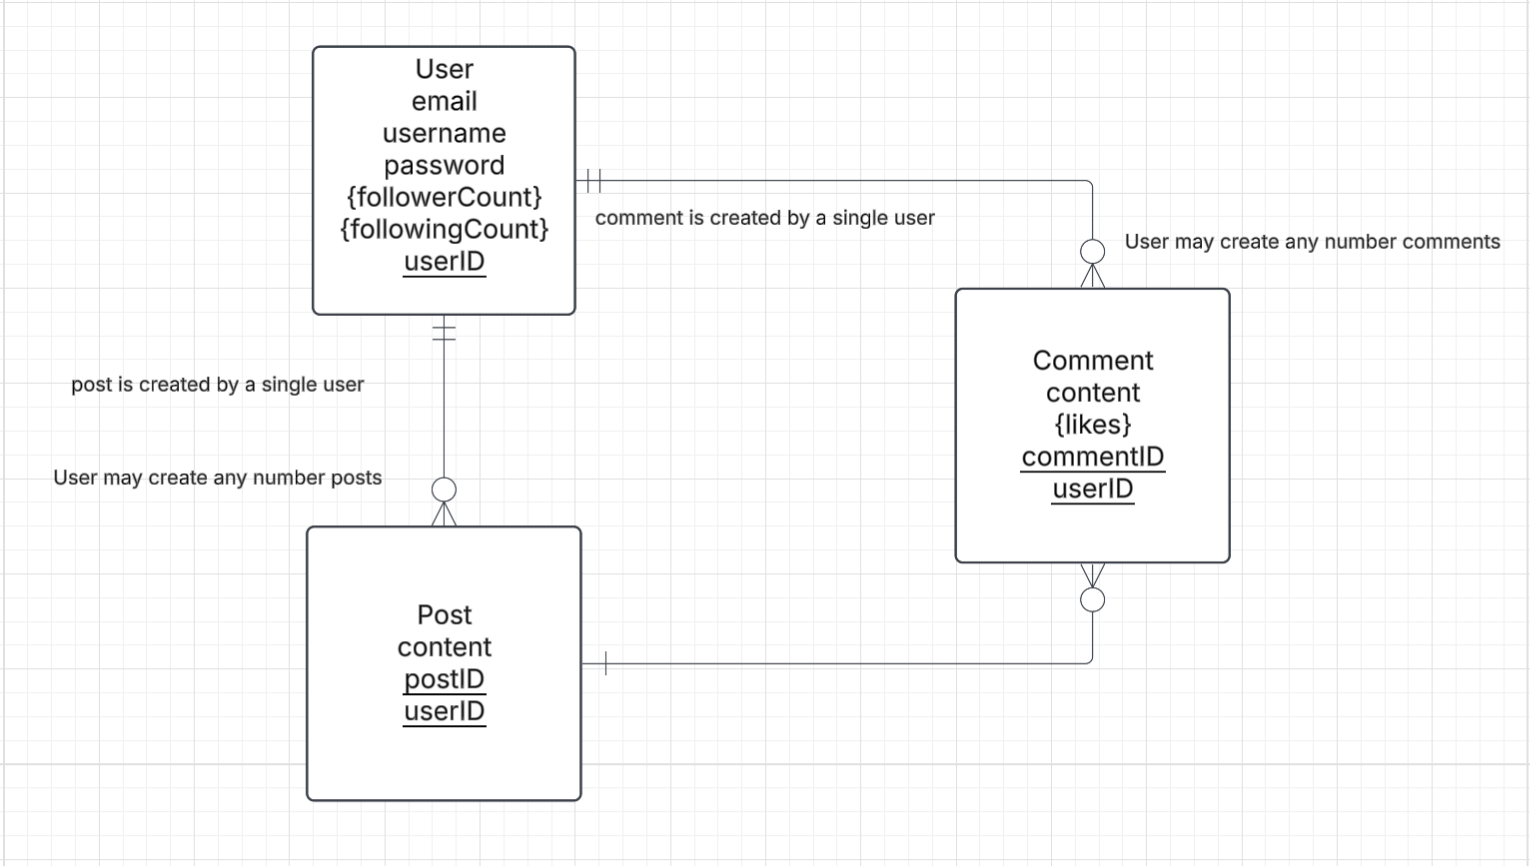 User
email
username
password
{followerCount}
{followingCount}
userID
comment is created by a single user
User may create any number comments
post is created by a single user
User may create any number posts
Comment
content
{likes}
commentID
userID
Post
content
postID
userID